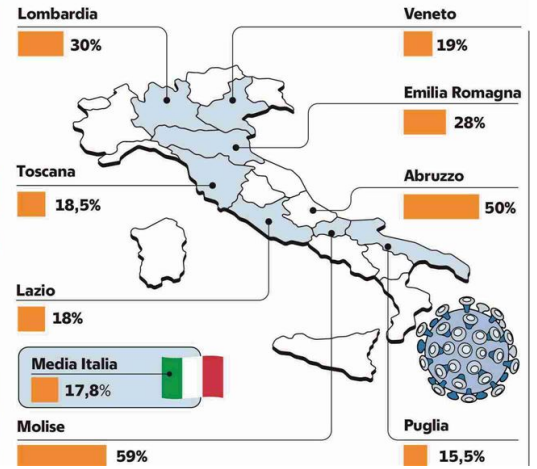 Lombardia
30%
Veneto
19%
Emilia Romagna
28%
Toscana
18,5%
Abruzzo
50%
Lazio
18%
Media Italia
17,8%
Molise
59%
Puglia
15,5%